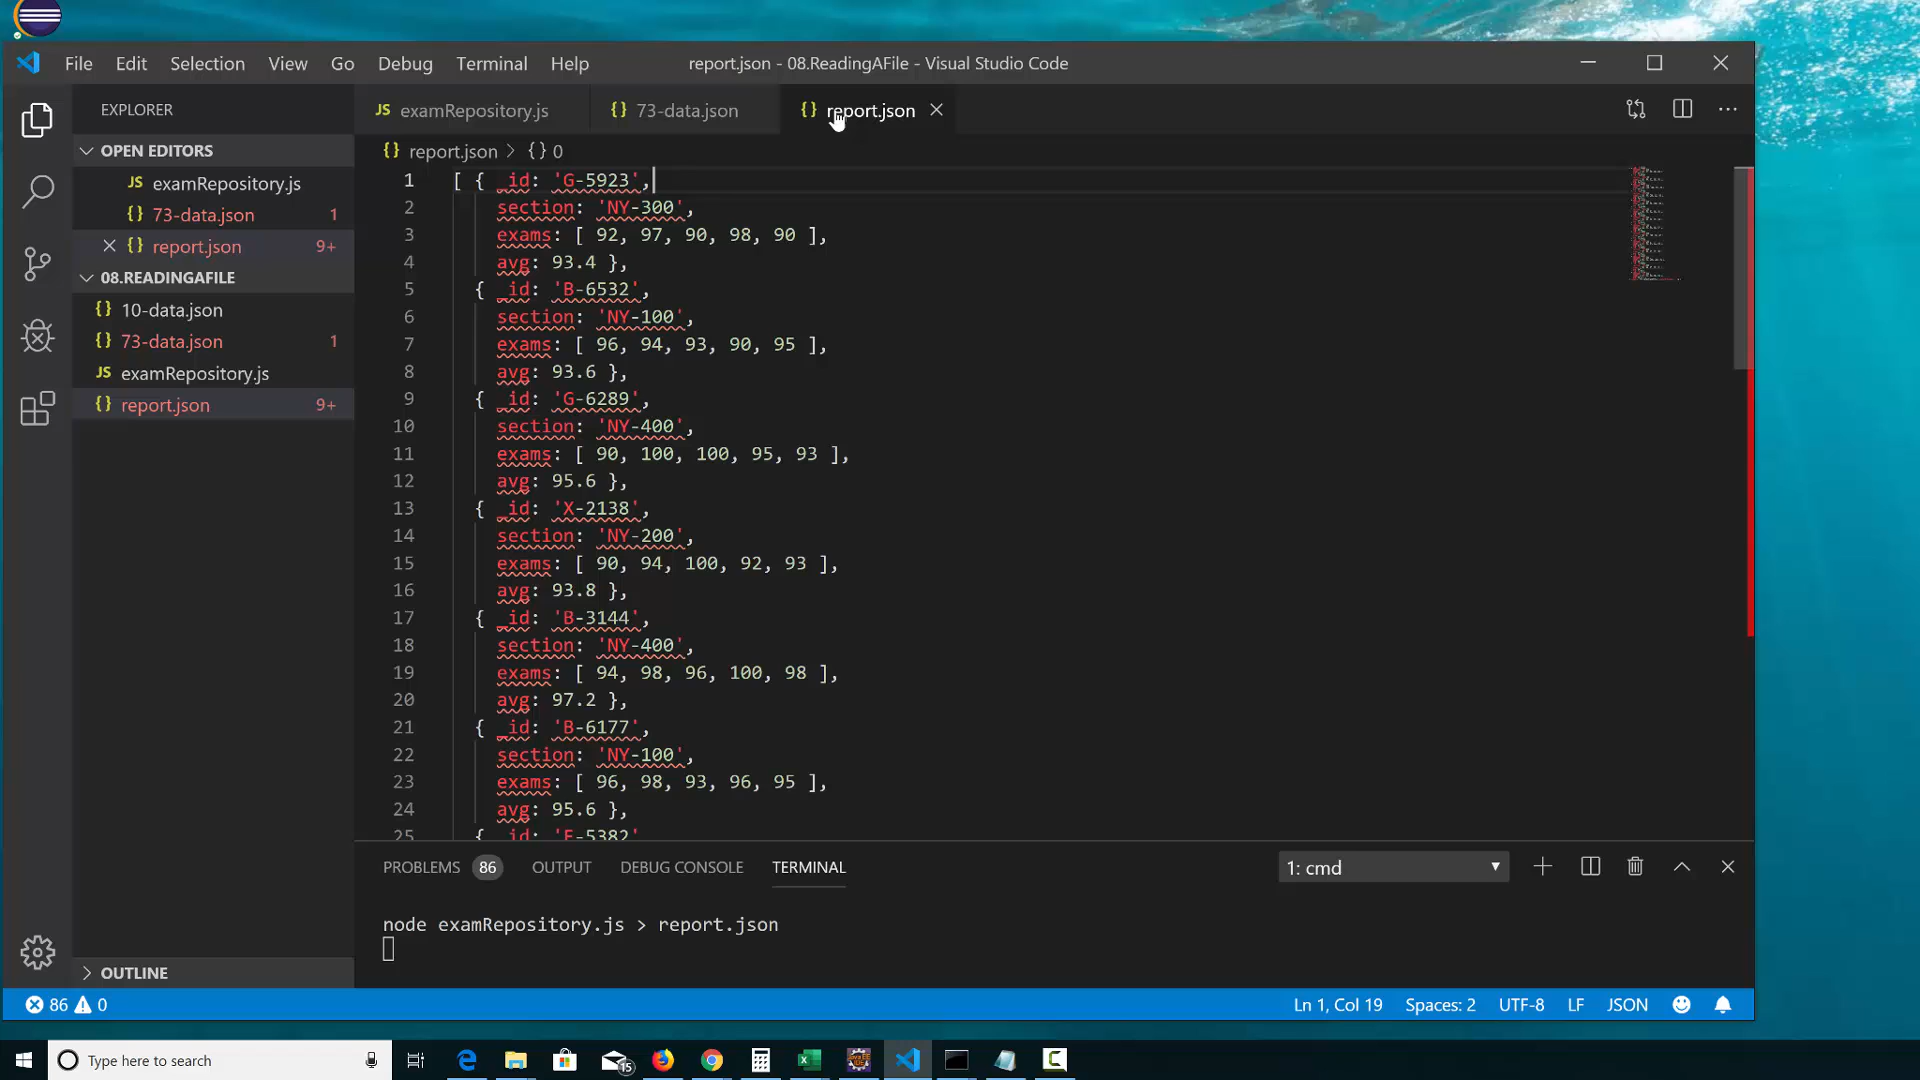 File Edit Selection View Go Debug Terminal Help report.json - 08.ReadingAFile - Visual Studio Code
EXPLORER
JS examRepository.js {} 73-data.json {} report.json
OPEN EDITORS
JS examRepository.js
{} 73-data.json 1
{} report.json 9+
08.READINGAFILE
{} 10-data.json
{} 73-data.json 1
JS examRepository.js
{} report.json 9+
OUTLINE
{} report.json > {} 0
1 [ { _id: 'G-5923',
2 section: 'NY-300',
3 exams: [ 92, 97, 90, 98, 90 ],
4 avg: 93.4 },
5 { _id: 'B-6532',
6 section: 'NY-100',
7 exams: [ 96, 94, 93, 90, 95 ],
8 avg: 93.6 },
9 { _id: 'G-6289',
10 section: 'NY-400',
11 exams: [ 90, 100, 100, 95, 93 ],
12 avg: 95.6 },
13 { _id: 'X-2138',
14 section: 'NY-200',
15 exams: [ 90, 94, 100, 92, 93 ],
16 avg: 93.8 },
17 { _id: 'B-3144',
18 section: 'NY-400',
19 exams: [ 94, 98, 96, 100, 98 ],
20 avg: 97.2 },
21 { _id: 'B-6177',
22 section: 'NY-100',
23 exams: [ 96, 98, 93, 96, 95 ],
24 avg: 95.6 },
25 { _id:
PROBLEMS 86 OUTPUT DEBUG CONSOLE TERMINAL 1: cmd
node examRepository.js > report.json
86 0 Ln 1, Col 19 Spaces: 2 UTF-8 LF JSON
Type here to search 15